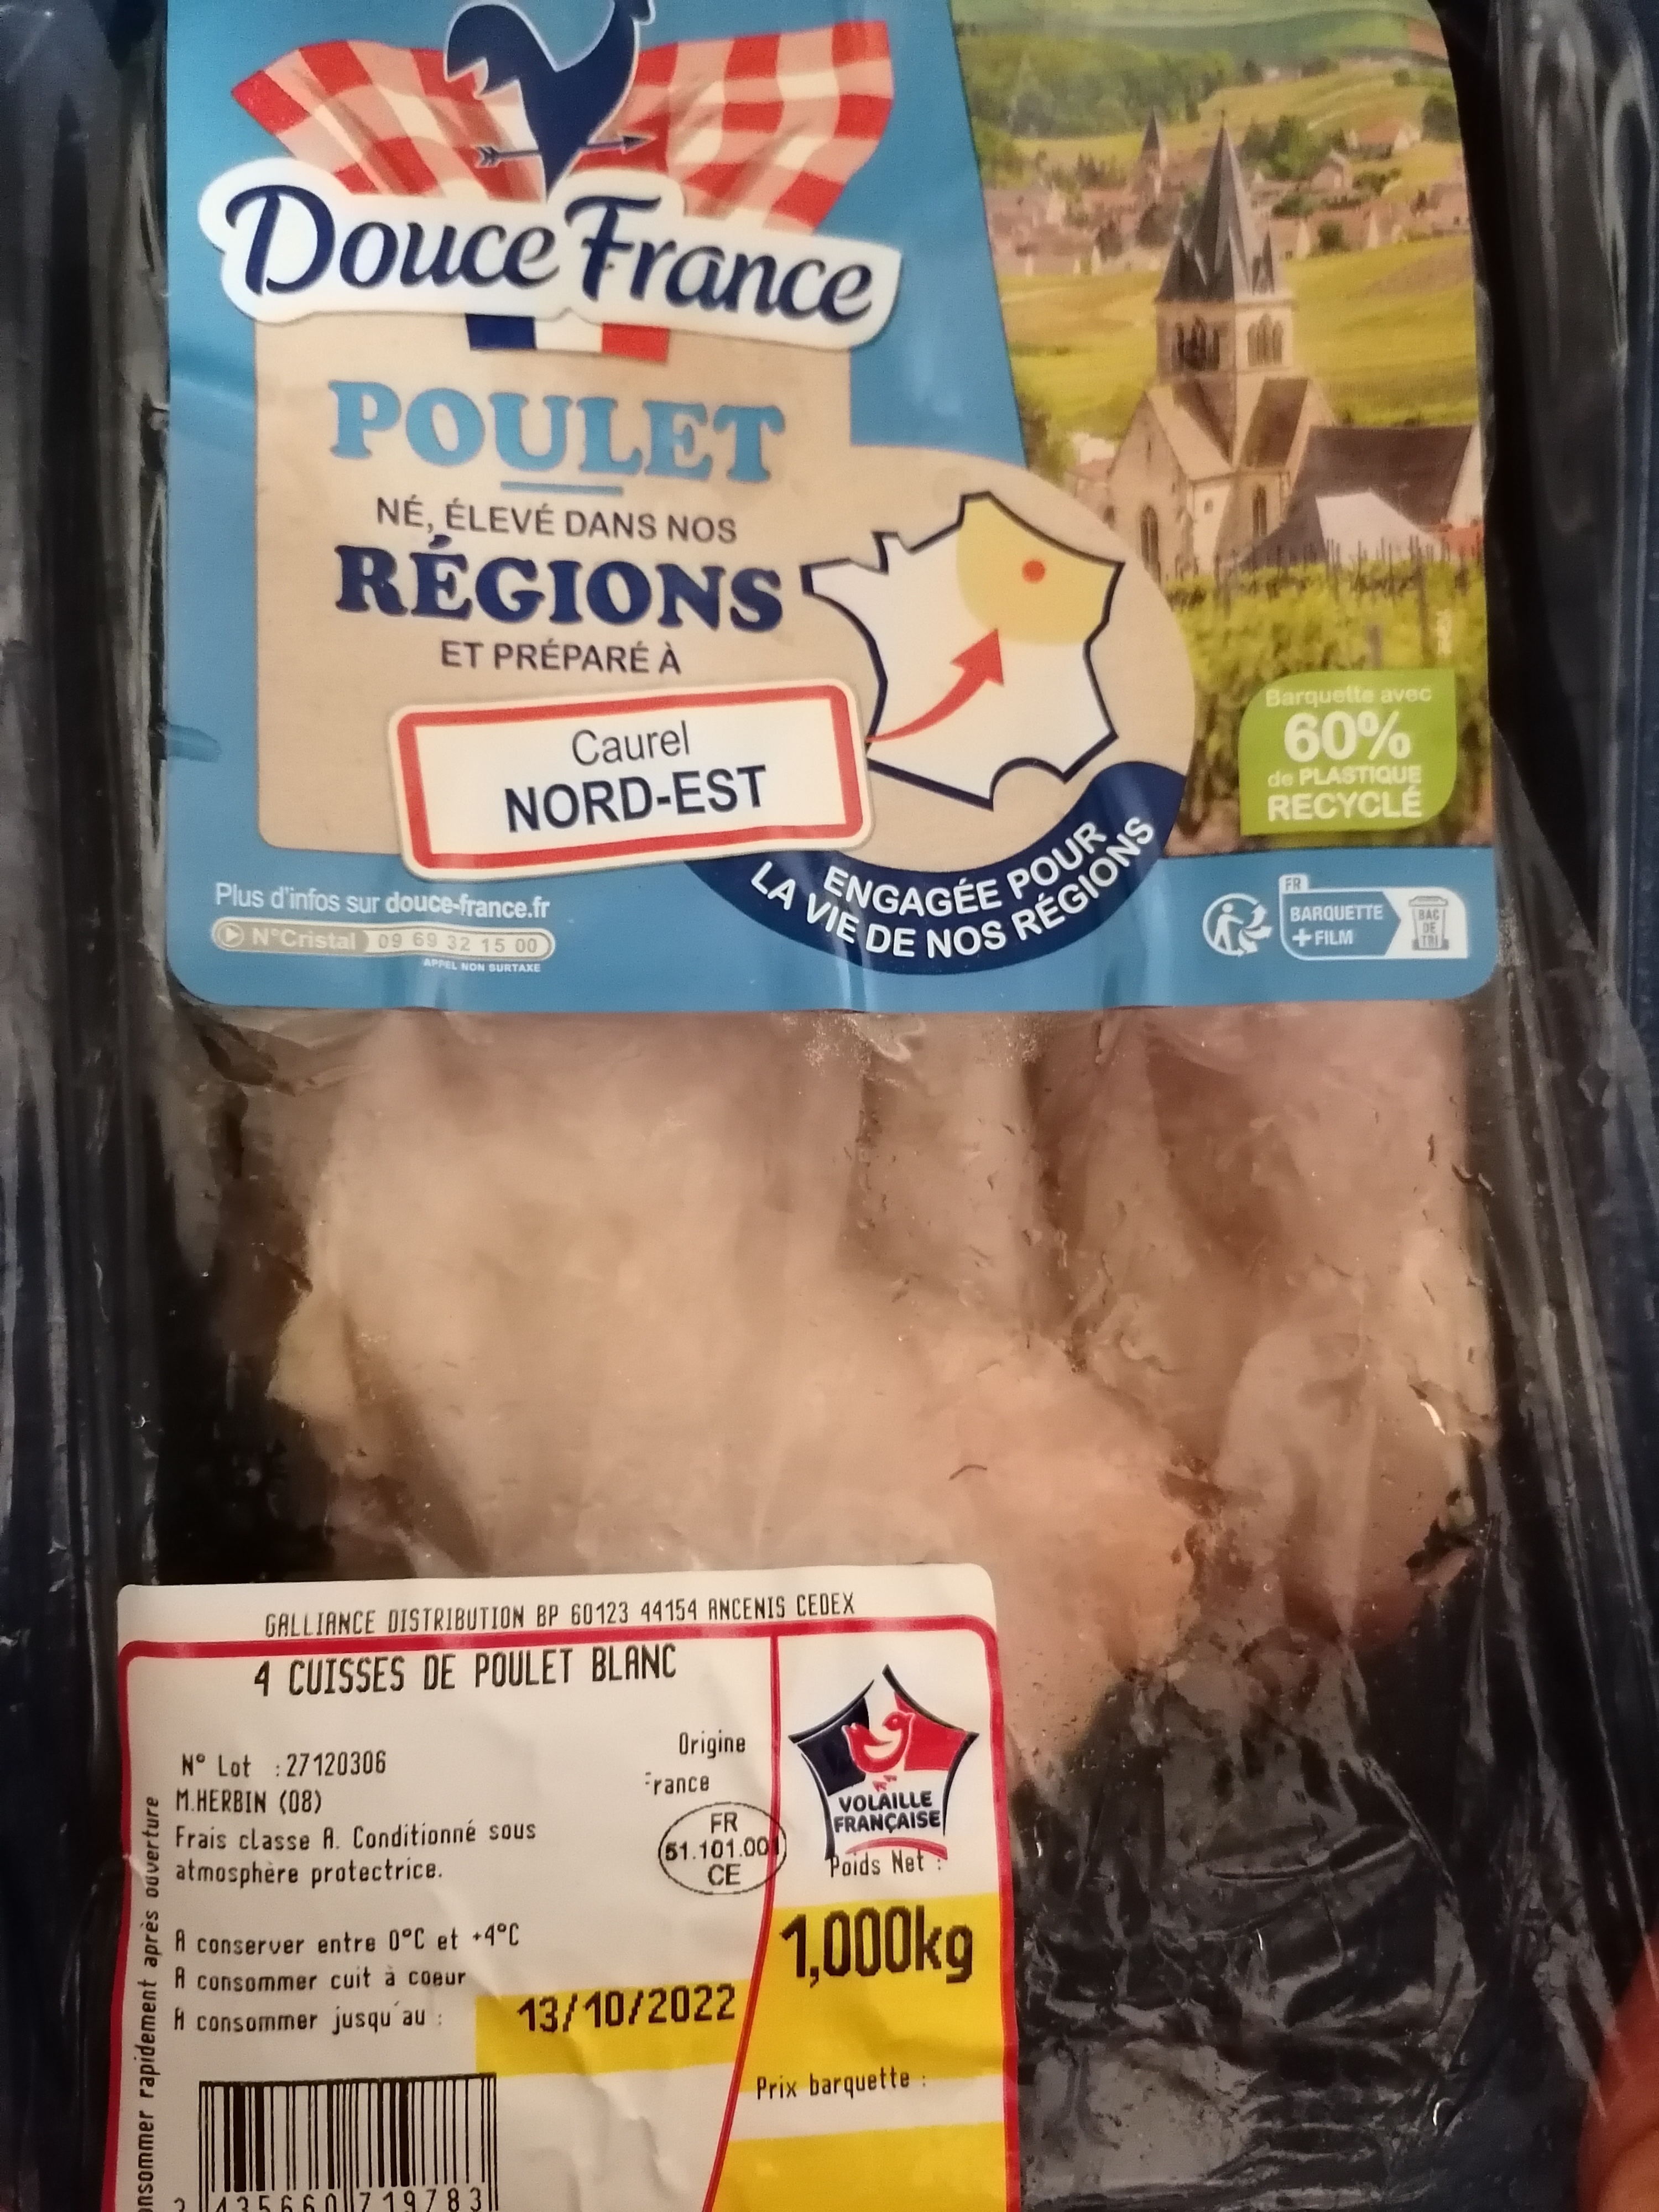 Douce France
POULET
NÉ, ÉLEVÉ DANS NOS
RÉGIONS
ET PRÉPARÉ À
Caurel
NORD-EST
ENGAGÉE POUR
LA VIE DE NOS RÉGIONS
Barquette avec
60%
de PLASTIQUE
RECYCLÉ
Plus d'infos sur douce-france.fr
N°Cristal 09 69 32 15 00
APPEL NON SURTAXÉ
FR
BARQUETTE
+ FILM
BAC
DE
TRI
GALLIANCE DISTRIBUTION BP 60123 44154 ANCENIS CEDEX
4 CUISSES DE POULET BLANC
N° Lot : 27120306
M.HERBIN (08)
Frais classe A. Conditionné sous
atmosphère protectrice.
Origine
France
FR
51.101.001
CE
VOLAILLE
FRANÇAISE
Poids Net :
1,000kg
A conserver entre 0°C et +4°C
A consommer cuit à coeur
A consommer jusqu'au : 13/10/2022
Prix barquette :
rapidement après ouverture
435660 719783